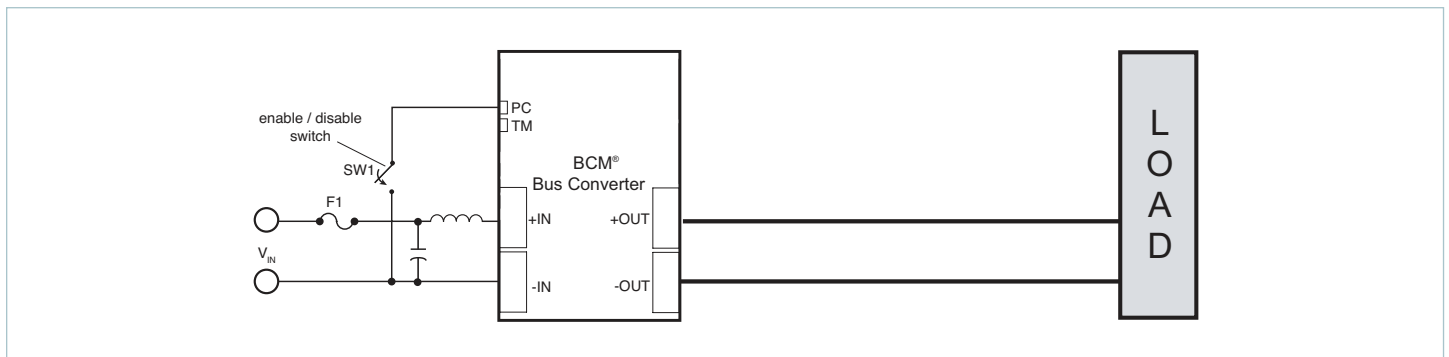 enable / disable
switch
SW1
F1
V_IN
PC
TM
BCM®
Bus Converter
+IN
+OUT
-IN
-OUT
L
O
A
D